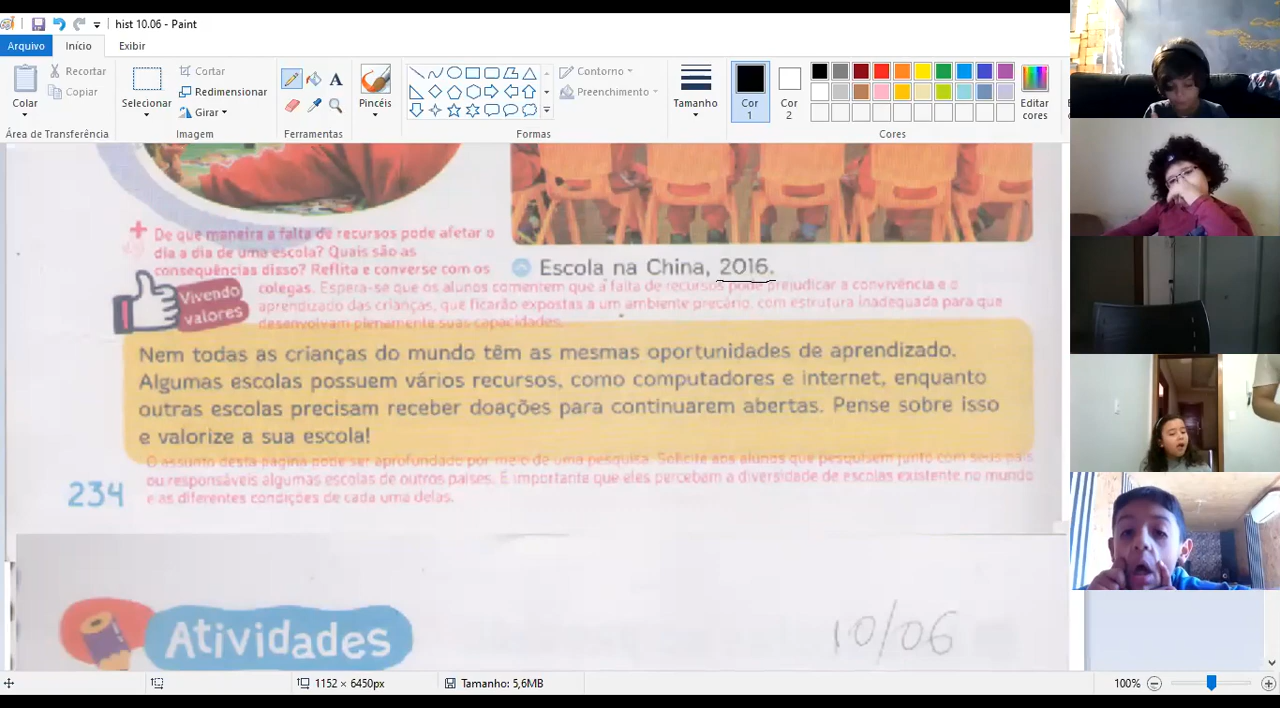 hist 10.06 - Paint
Arquivo Início Exibir
Colar
Recortar
Copiar
Área de Transferência
Selecionar
Cortar
Redimensionar
Girar
Imagem
Ferramentas
Pincéis
Formas
Contorno
Preenchimento
Tamanho
Cor 1
Cor 2
Cores
Editar cores
De que maneira a falta de recursos pode afetar o
dia a dia de uma escola? Quais são as
consequências disso? Reflita e converse com os
colegas. Espera-se que os alunos comentem que a falta de recursos pode prejudicar a convivência e o
aprendizado das crianças, que ficarão expostas a um ambiente precário, com estrutura inadequada para que
desenvolvam plenamente suas capacidades.
Escola na China, 2016.
Vivendo
valores
Nem todas as crianças do mundo têm as mesmas oportunidades de aprendizado.
Algumas escolas possuem vários recursos, como computadores e internet, enquanto
outras escolas precisam receber doações para continuarem abertas. Pense sobre isso
e valorize a sua escola!
O assunto desta página pode ser aprofundado por meio de uma pesquisa. Solicite aos alunos que pesquisem junto com seus pais
ou responsáveis algumas escolas de outros países. É importante que eles percebam a diversidade de escolas existente no mundo
e as diferentes condições de cada uma delas.
234
Atividades
10/06
1152 × 6450px
Tamanho: 5,6MB
100%